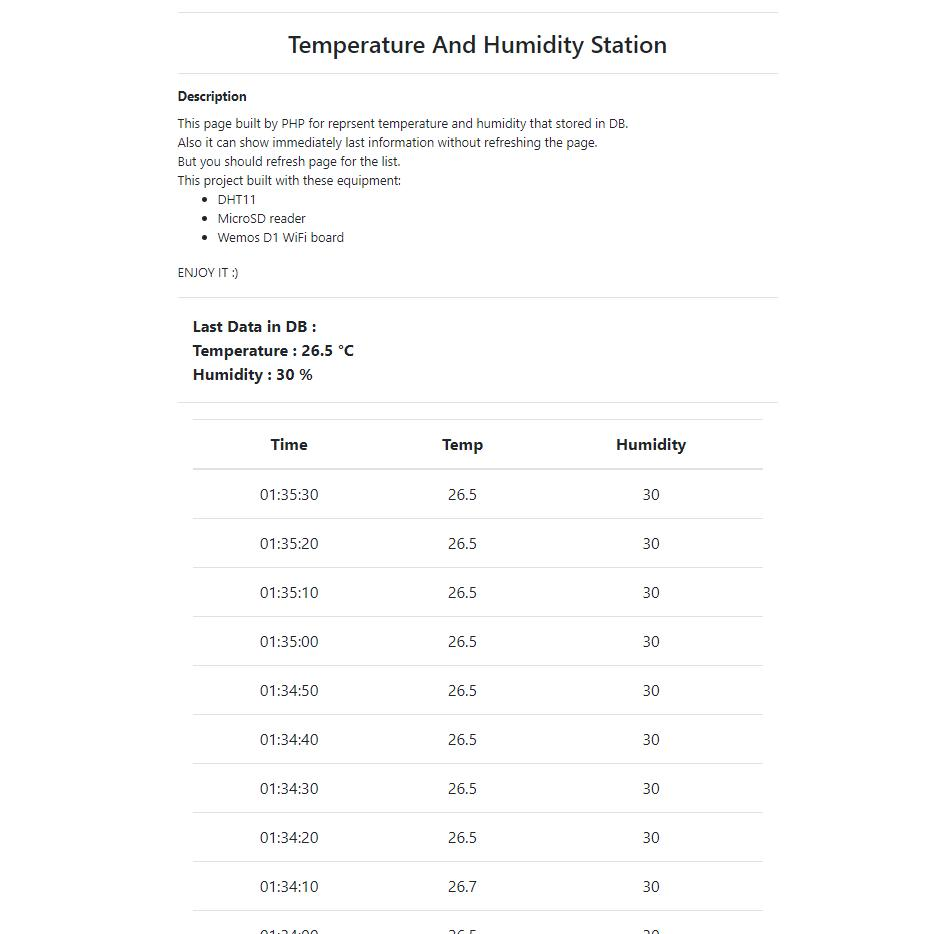 Temperature And Humidity Station
Description
This page built by PHP for reprsent temperature and humidity that stored in DB.
Also it can show immediately last information without refreshing the page.
But you should refresh page for the list.
This project built with these equipment:
DHT11
MicroSD reader
Wemos D1 WiFi board
ENJOY IT :)
Last Data in DB :
Temperature : 26.5 °C
Humidity : 30 %
Time Temp Humidity
01:35:30 26.5 30
01:35:20 26.5 30
01:35:10 26.5 30
01:35:00 26.5 30
01:34:50 26.5 30
01:34:40 26.5 30
01:34:30 26.5 30
01:34:20 26.5 30
01:34:10 26.7 30